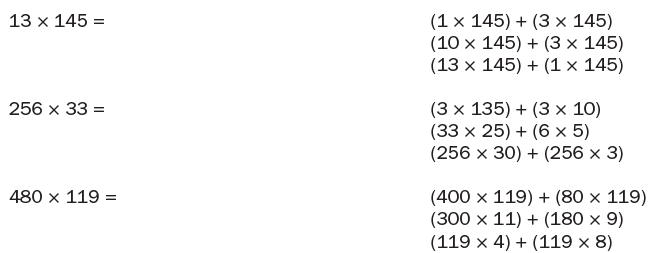 13 × 145 = (1 × 145) + (3 × 145)
(10 × 145) + (3 × 145)
(13 × 145) + (1 × 145)
256 × 33 = (3 × 135) + (3 × 10)
(33 × 25) + (6 × 5)
(256 × 30) + (256 × 3)
480 × 119 = (400 × 119) + (80 × 119)
(300 × 11) + (180 × 9)
(119 × 4) + (119 × 8)